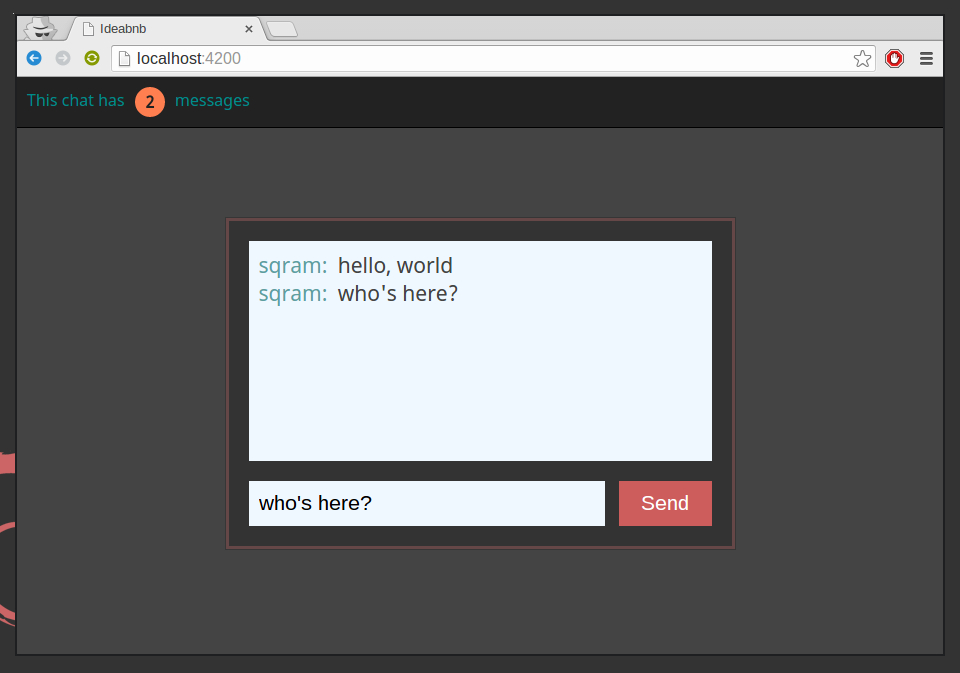 Ideabnb
localhost:4200
This chat has 2 messages
sqram: hello, world
sqram: who's here?
who's here? Send